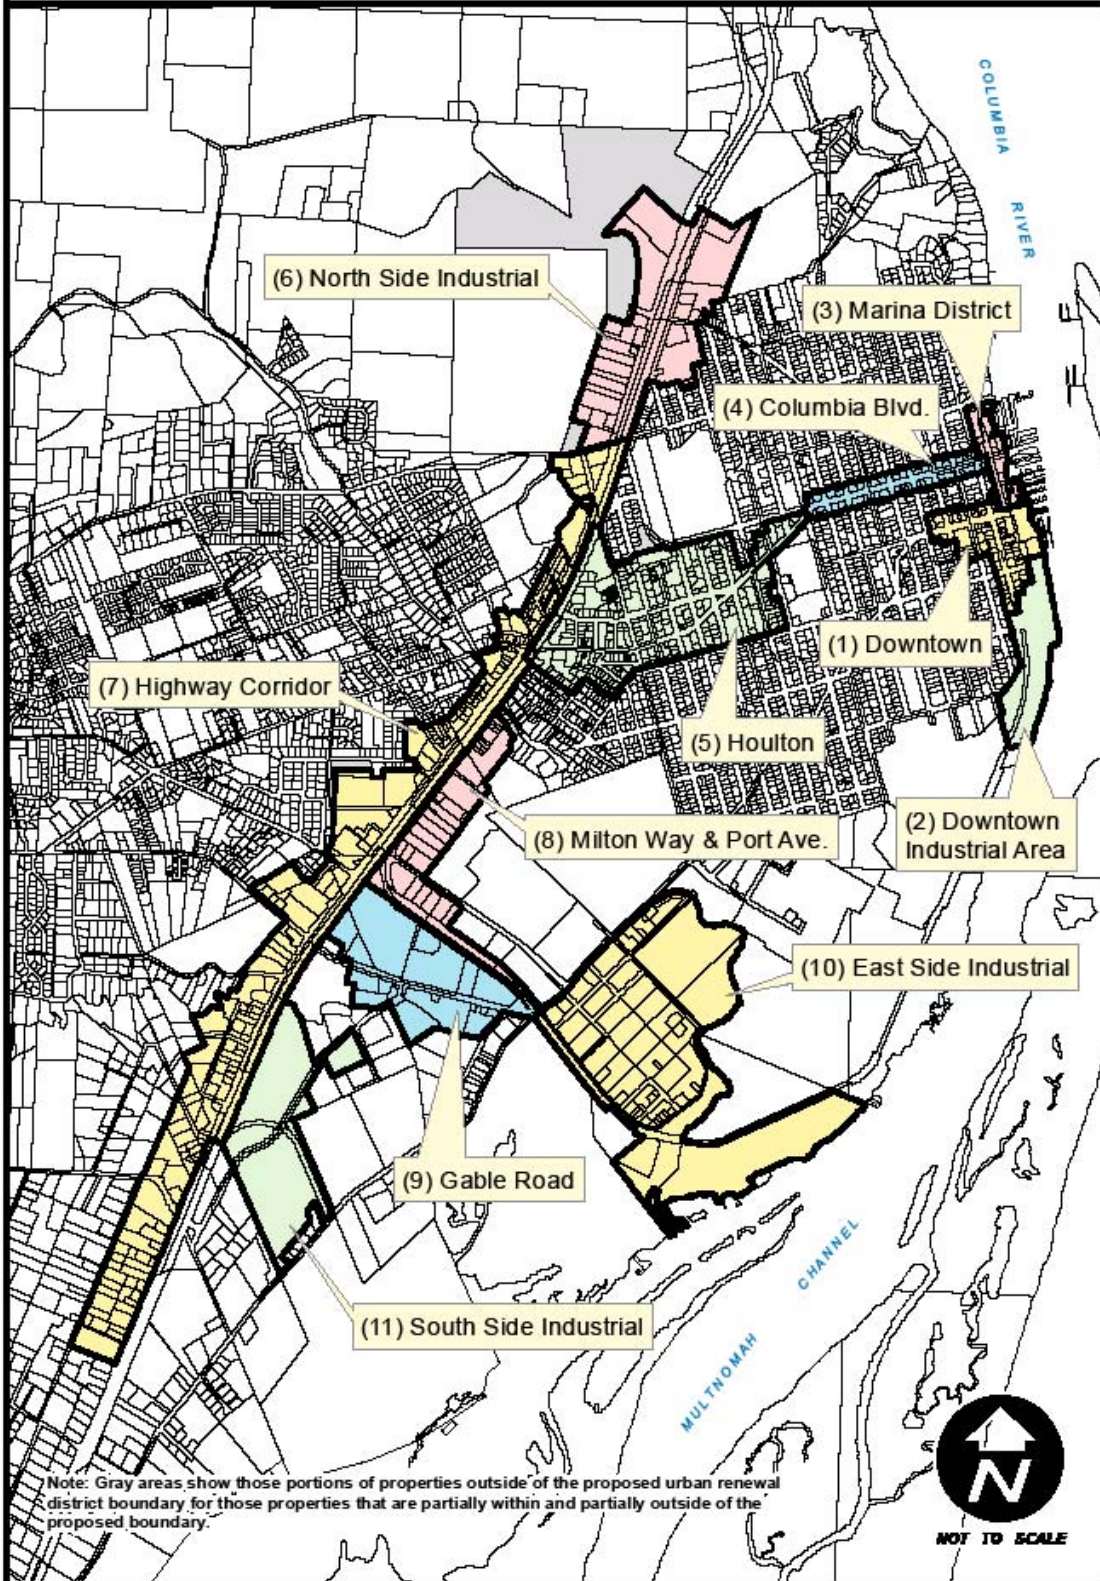 COLUMBIA
RIVER
(6) North Side Industrial
(3) Marina District
(4) Columbia Blvd.
(1) Downtown
(7) Highway Corridor
(5) Houlton
(8) Milton Way & Port Ave.
(2) Downtown
Industrial Area
(10) East Side Industrial
(9) Gable Road
(11) South Side Industrial
MULTNOMAH
CHANNEL
Note: Gray areas show those portions of properties outside of the proposed urban renewal
district boundary for those properties that are partially within and partially outside of the
proposed boundary.
N
NOT TO SCALE